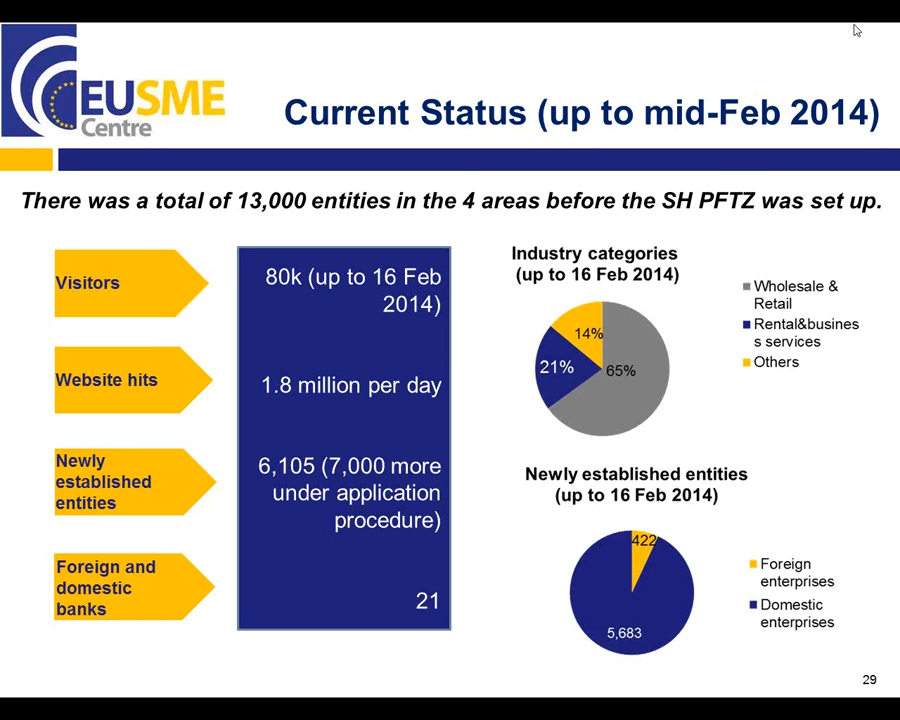 EUSME
Centre
Current Status (up to mid-Feb 2014)
There was a total of 13,000 entities in the 4 areas before the SH PFTZ was set up.
Visitors
80k (up to 16 Feb
2014)
Website hits
1.8 million per day
Newly
established
entities
6,105 (7,000 more
under application
procedure)
Foreign and
domestic
banks
21
Industry categories
(up to 16 Feb 2014)
14%
21%
65%
Wholesale &
Retail
Rental&busines
s services
Others
Newly established entities
(up to 16 Feb 2014)
422
5,683
Foreign
enterprises
Domestic
enterprises
29